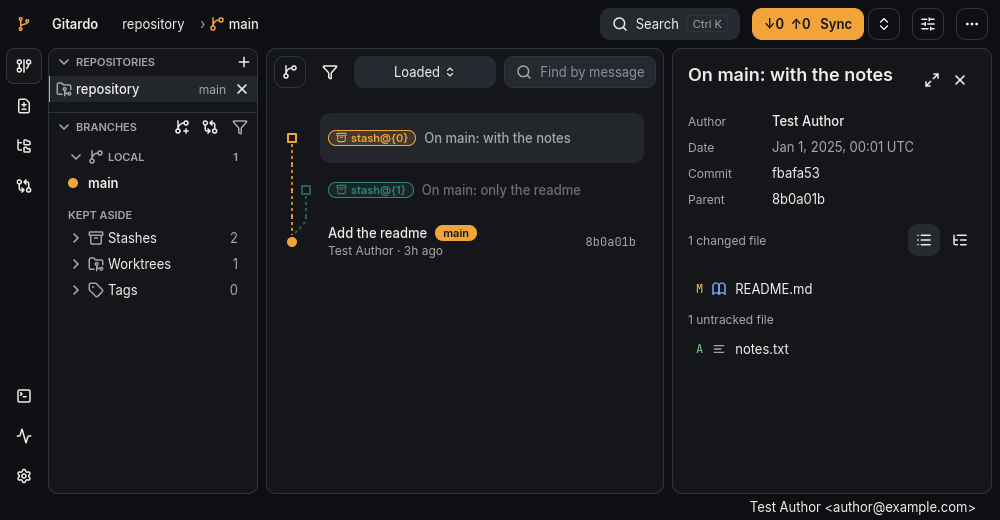 Gitardo repository › main Search Ctrl K ↓0 ↑0 Sync
REPOSITORIES
repository main
BRANCHES
LOCAL 1
main
KEPT ASIDE
Stashes 2
Worktrees 1
Tags 0
Loaded Find by message
stash@{0} On main: with the notes
stash@{1} On main: only the readme
Add the readme main
Test Author · 3h ago 8b0a01b
On main: with the notes
Author Test Author
Date Jan 1, 2025, 00:01 UTC
Commit fbafa53
Parent 8b0a01b
1 changed file
M README.md
1 untracked file
A notes.txt
Test Author <author@example.com>